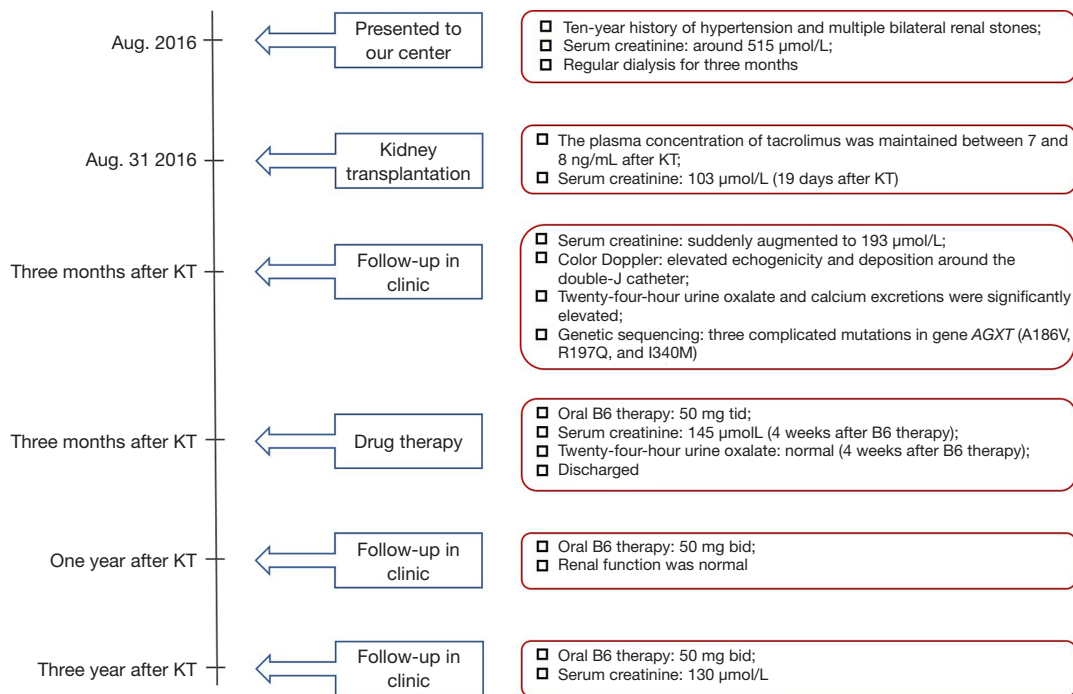 Aug. 2016
Presented to
our center
☐ Ten-year history of hypertension and multiple bilateral renal stones;
☐ Serum creatinine: around 515 μmol/L;
☐ Regular dialysis for three months
Aug. 31 2016
Kidney
transplantation
☐ The plasma concentration of tacrolimus was maintained between 7 and
8 ng/mL after KT;
☐ Serum creatinine: 103 μmol/L (19 days after KT)
Three months after KT
Follow-up in
clinic
☐ Serum creatinine: suddenly augmented to 193 μmol/L;
☐ Color Doppler: elevated echogenicity and deposition around the
double-J catheter;
☐ Twenty-four-hour urine oxalate and calcium excretions were significantly
elevated;
☐ Genetic sequencing: three complicated mutations in gene AGXT (A186V,
R197Q, and I340M)
Three months after KT
Drug therapy
☐ Oral B6 therapy: 50 mg tid;
☐ Serum creatinine: 145 μmolL (4 weeks after B6 therapy);
☐ Twenty-four-hour urine oxalate: normal (4 weeks after B6 therapy);
☐ Discharged
One year after KT
Follow-up in
clinic
☐ Oral B6 therapy: 50 mg bid;
☐ Renal function was normal
Three year after KT
Follow-up in
clinic
☐ Oral B6 therapy: 50 mg bid;
☐ Serum creatinine: 130 μmol/L